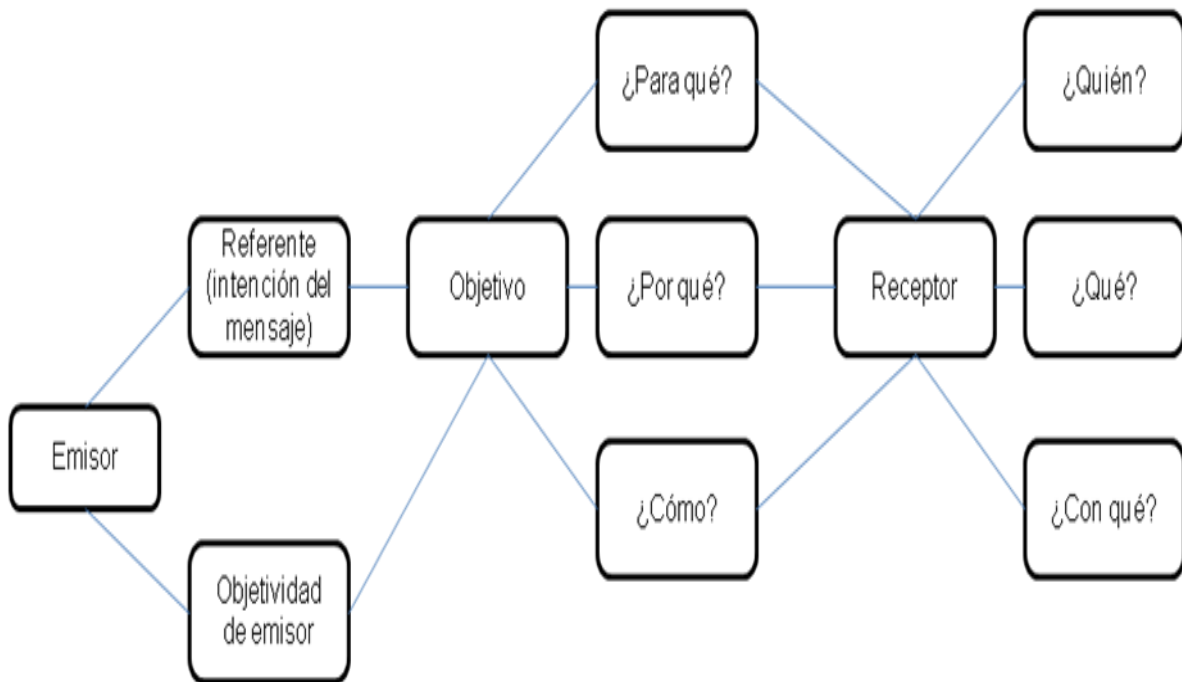 ¿Para qué?
¿Quién?
Referente
(intención del
mensaje)
Objetivo
¿Por qué?
Receptor
¿Qué?
Emisor
¿Cómo?
¿Con qué?
Objetividad
de emisor